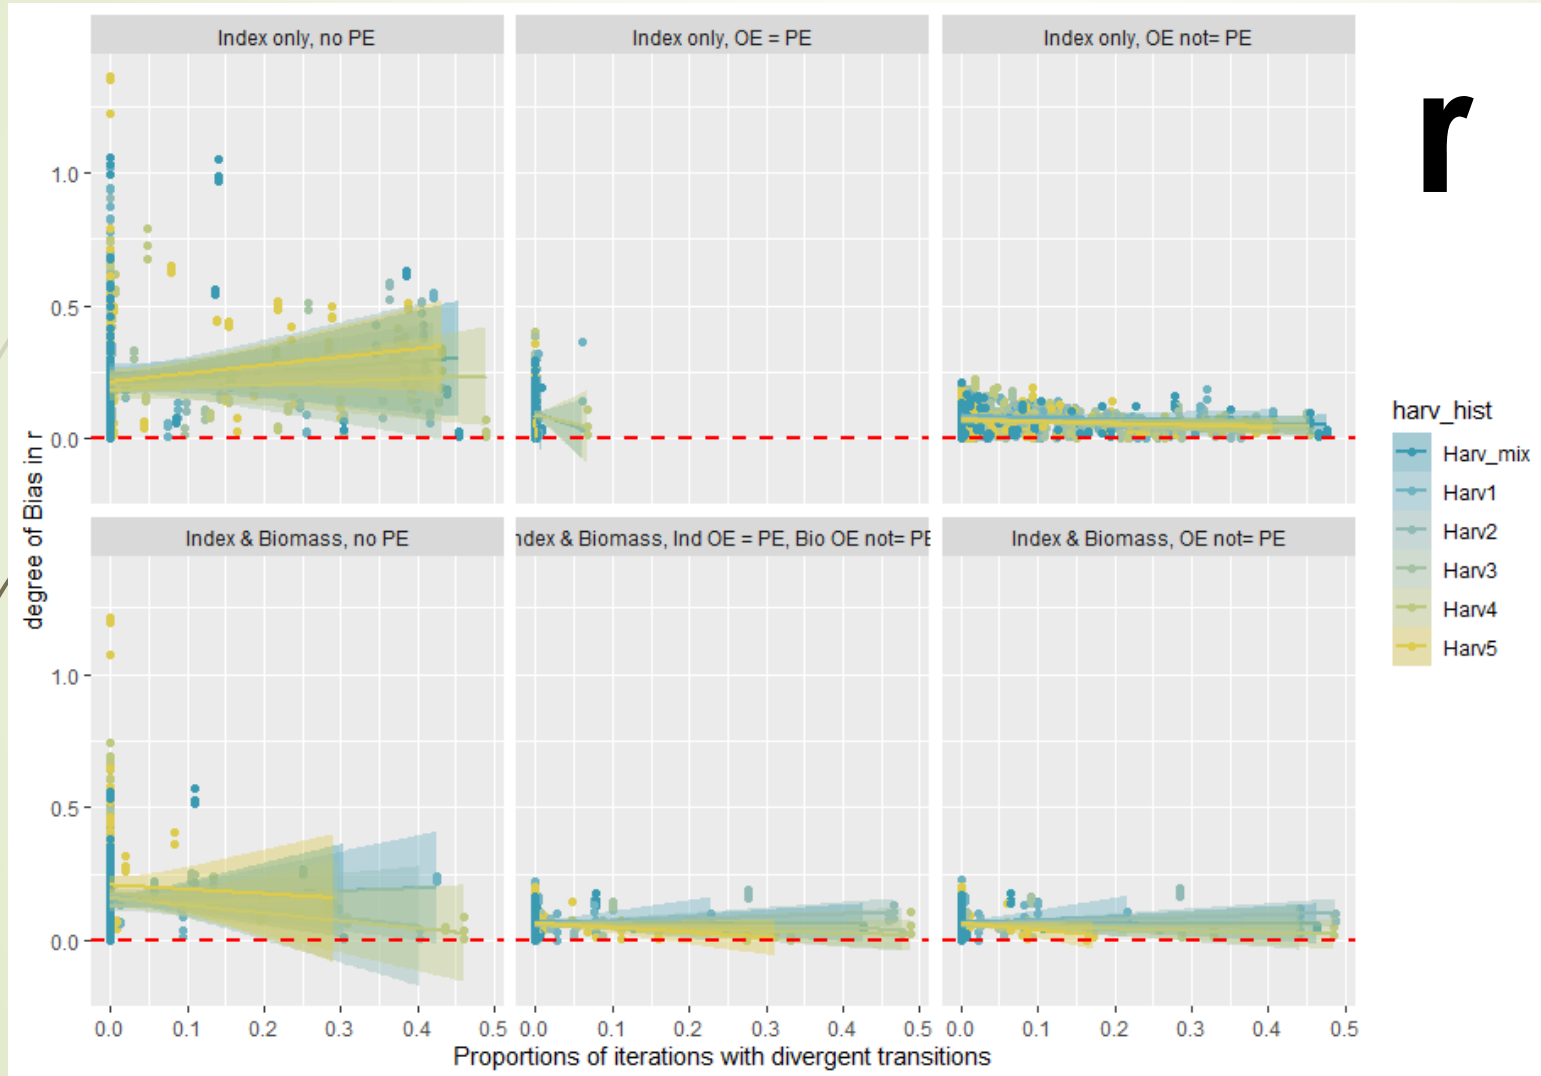 r
Index only, no PE
Index only, OE = PE
Index only, OE not= PE
1.0
0.5
0.0
Index & Biomass, no PE
ndex & Biomass, Ind OE = PE, Bio OE not= PE
Index & Biomass, OE not= PE
1.0
0.5
0.0
degree of Bias in r
0.0 0.1 0.2 0.3 0.4 0.5
0.0 0.1 0.2 0.3 0.4 0.5
0.0 0.1 0.2 0.3 0.4 0.5
Proportions of iterations with divergent transitions
harv_hist
Harv_mix
Harv1
Harv2
Harv3
Harv4
Harv5